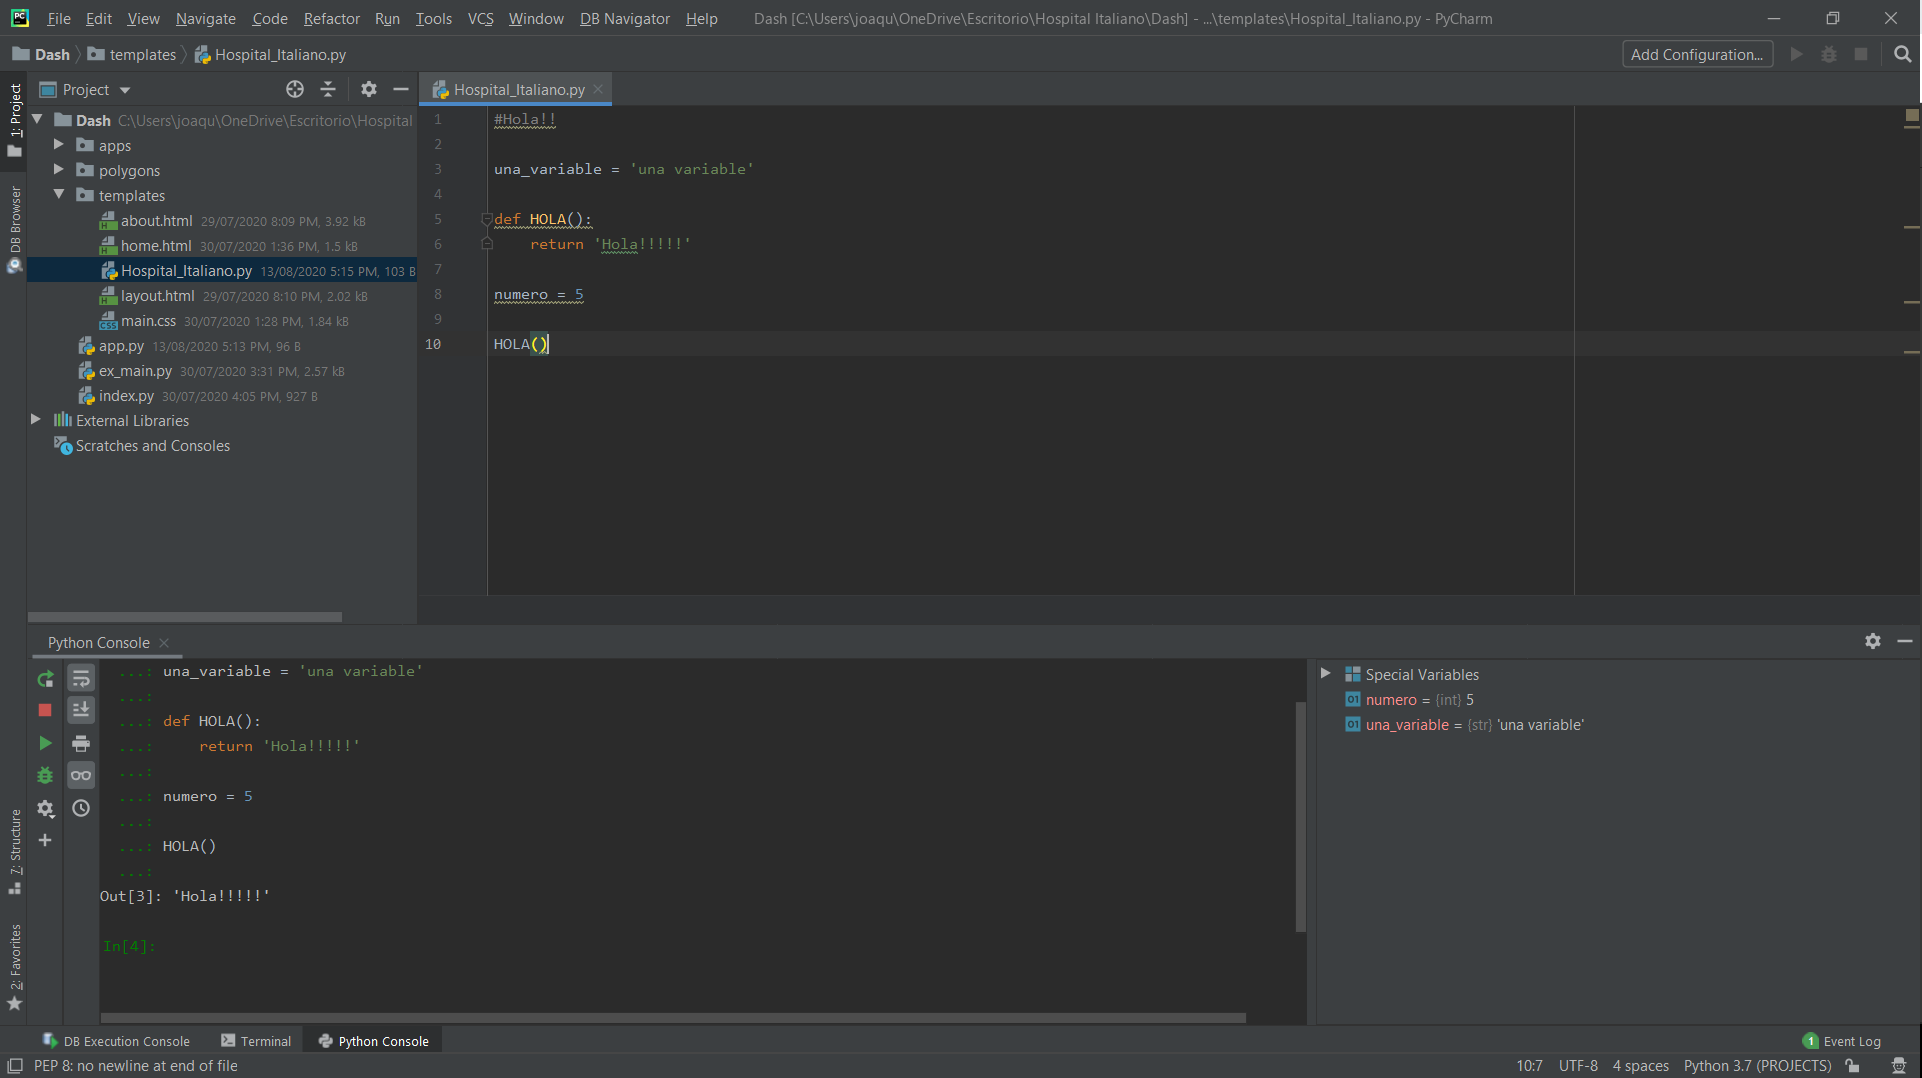 File Edit View Navigate Code Refactor Run Tools VCS Window DB Navigator Help Dash [C:\Users\joaqu\OneDrive\Escritorio\Hospital Italiano\Dash] - ...\templates\Hospital_Italiano.py - PyCharm
Dash templates Hospital_Italiano.py Add Configuration...
1: Project
DB Browser
7: Structure
2: Favorites
Project
Dash C:\Users\joaqu\OneDrive\Escritorio\Hospital
apps
polygons
templates
about.html 29/07/2020 8:09 PM, 3.92 kB
home.html 30/07/2020 1:36 PM, 1.5 kB
Hospital_Italiano.py 13/08/2020 5:15 PM, 103 B
layout.html 29/07/2020 8:10 PM, 2.02 kB
main.css 30/07/2020 1:28 PM, 1.84 kB
app.py 13/08/2020 5:13 PM, 96 B
ex_main.py 30/07/2020 3:31 PM, 2.57 kB
index.py 30/07/2020 4:05 PM, 927 B
External Libraries
Scratches and Consoles
Hospital_Italiano.py
1 #Hola!!
2
3 una_variable = 'una variable'
4
5 def HOLA():
6 return 'Hola!!!!!'
7
8 numero = 5
9
10 HOLA()
Python Console
...: una_variable = 'una variable'
...:
...: def HOLA():
...: return 'Hola!!!!!'
...:
...: numero = 5
...:
...: HOLA()
...:
Out[3]: 'Hola!!!!!'
In[4]:
Special Variables
numero = {int} 5
una_variable = {str} 'una variable'
DB Execution Console Terminal Python Console 1 Event Log
PEP 8: no newline at end of file 10:7 UTF-8 4 spaces Python 3.7 (PROJECTS)